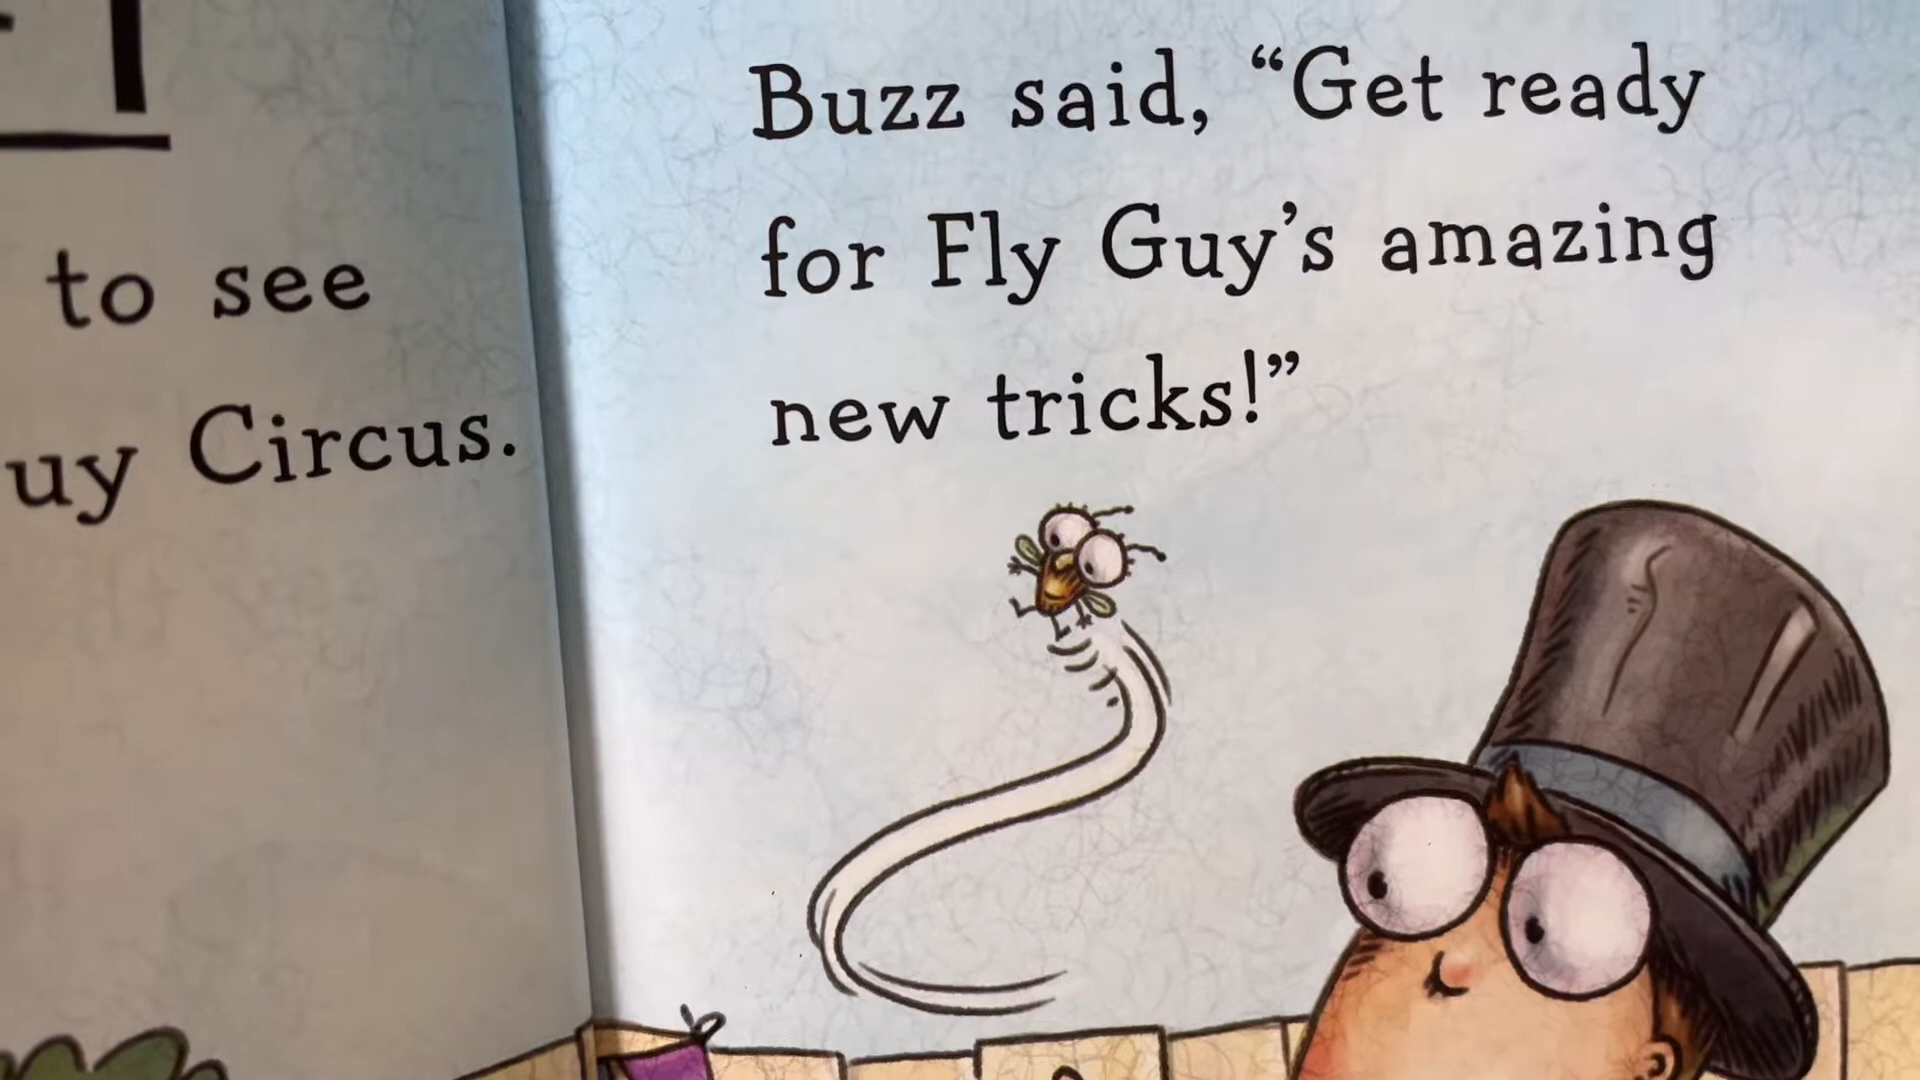 to see
uy Circus.
Buzz said, “Get ready
for Fly Guy’s amazing
new tricks!”